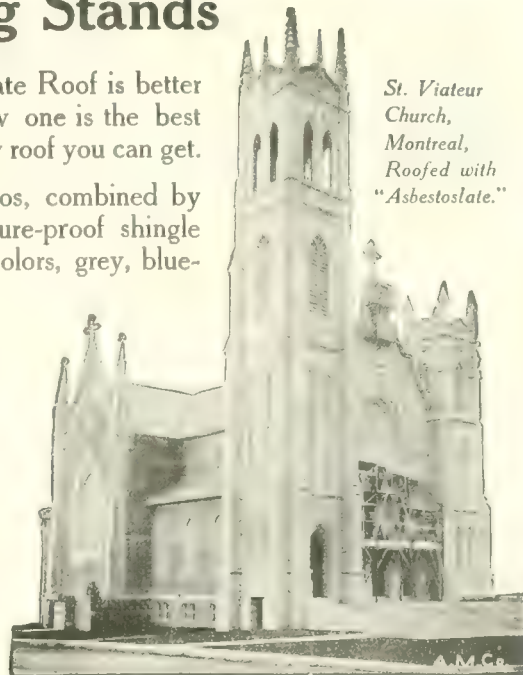 g Stands
ate Roof is better
v one is the best
roof you can get.
os, combined by
ure-proof shingle
olors, grey, blue-
St. Viateur
Church,
Montreal,
Roofed with
"Asbestoslate."
A.M.Co.